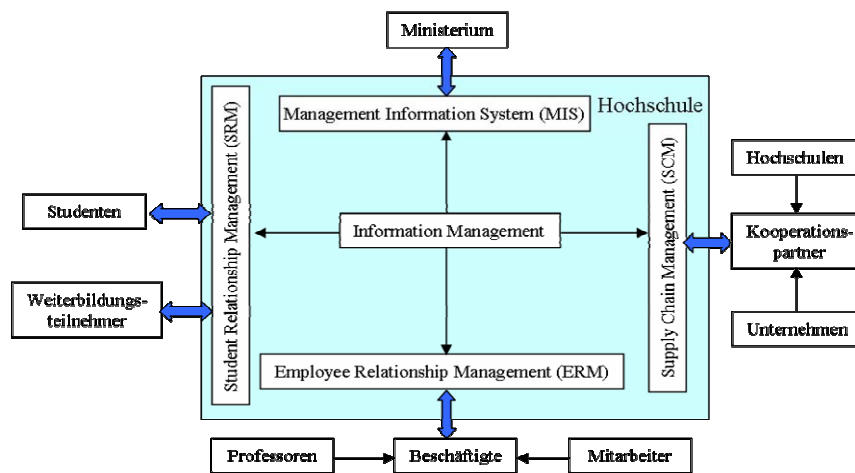 Ministerium
Hochschule
Management Information System (MIS)
Student Relationship Management (SRM)
Supply Chain Management (SCM)
Hochschulen
Studenten
Information Management
Kooperations-
partner
Weiterbildungs-
teilnehmer
Unternehmen
Employee Relationship Management (ERM)
Professoren
Beschäftigte
Mitarbeiter